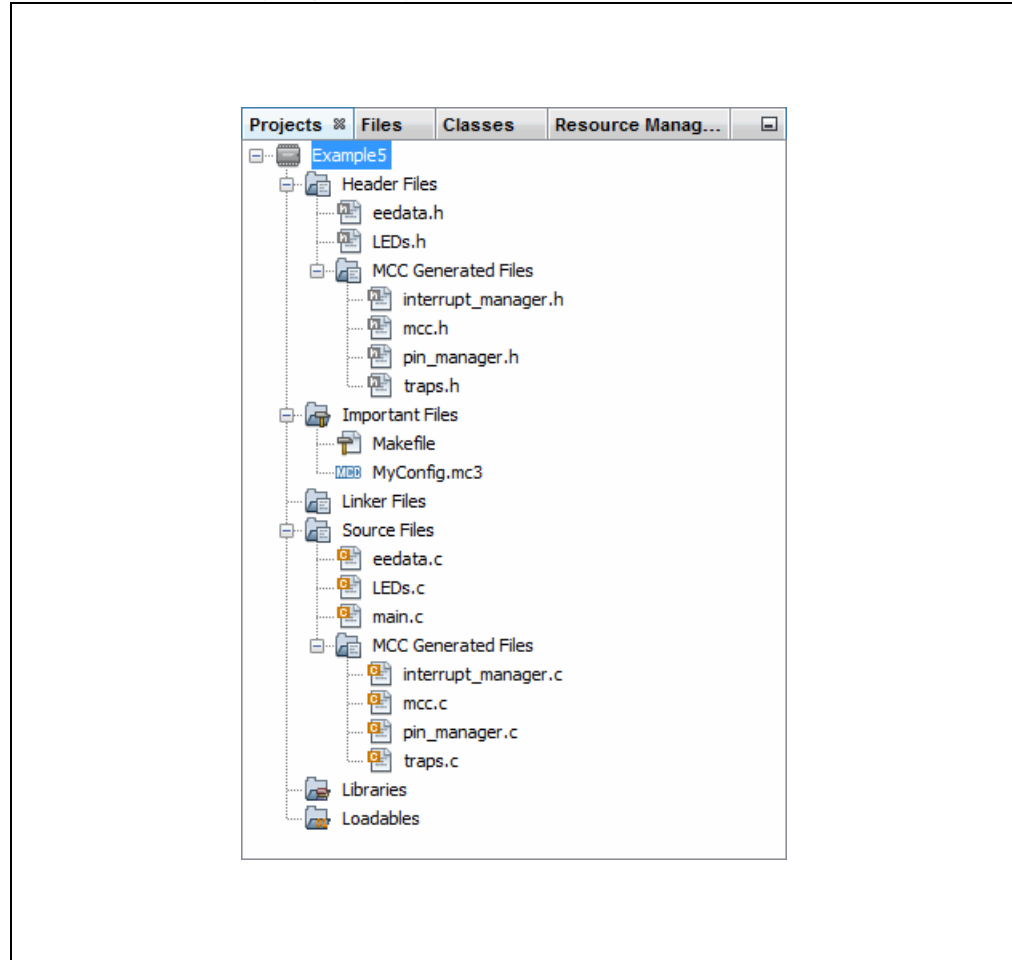 Projects Files Classes Resource Manag...
Example5
Header Files
eedata.h
LEDs.h
MCC Generated Files
interrupt_manager.h
mcc.h
pin_manager.h
traps.h
Important Files
Makefile
MCC MyConfig.mc3
Linker Files
Source Files
eedata.c
LEDs.c
main.c
MCC Generated Files
interrupt_manager.c
mcc.c
pin_manager.c
traps.c
Libraries
Loadables